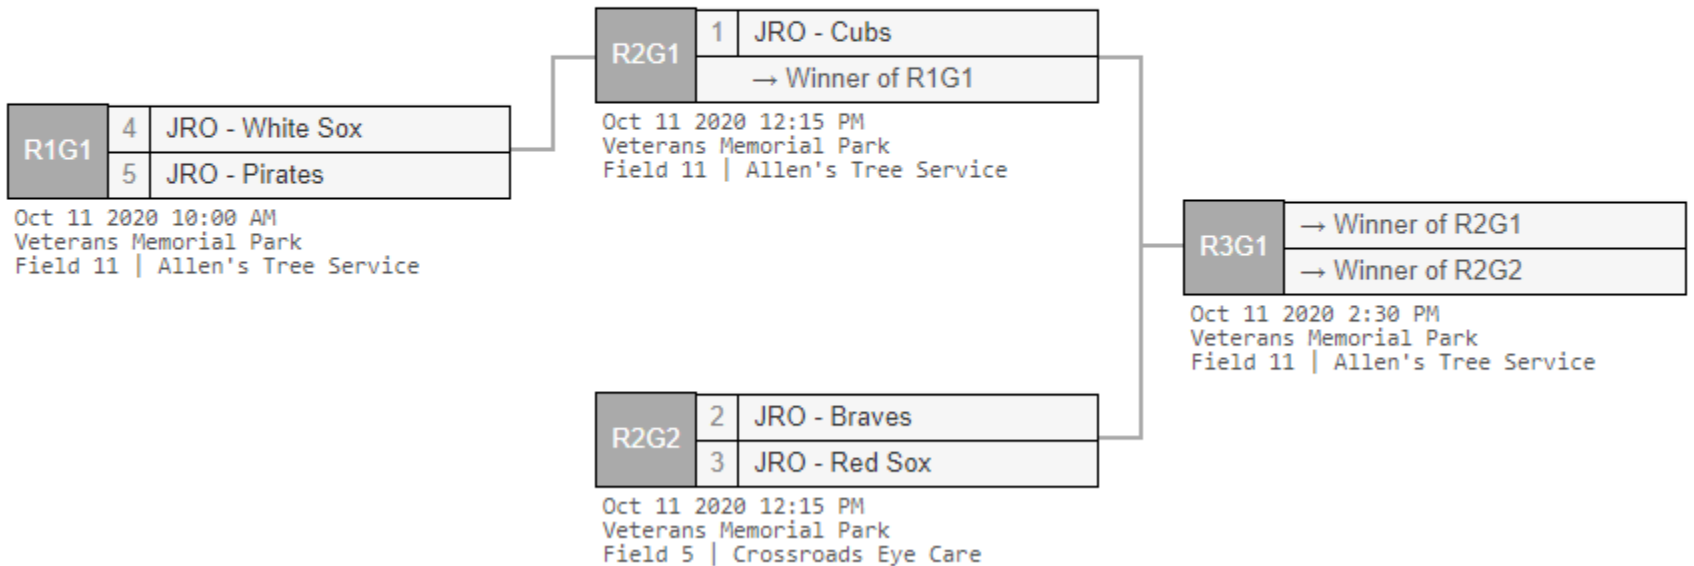 R1G1
4 JRO - White Sox
5 JRO - Pirates
Oct 11 2020 10:00 AM
Veterans Memorial Park
Field 11 | Allen's Tree Service
R2G1
1 JRO - Cubs
→ Winner of R1G1
Oct 11 2020 12:15 PM
Veterans Memorial Park
Field 11 | Allen's Tree Service
R2G2
2 JRO - Braves
3 JRO - Red Sox
Oct 11 2020 12:15 PM
Veterans Memorial Park
Field 5 | Crossroads Eye Care
R3G1
→ Winner of R2G1
→ Winner of R2G2
Oct 11 2020 2:30 PM
Veterans Memorial Park
Field 11 | Allen's Tree Service